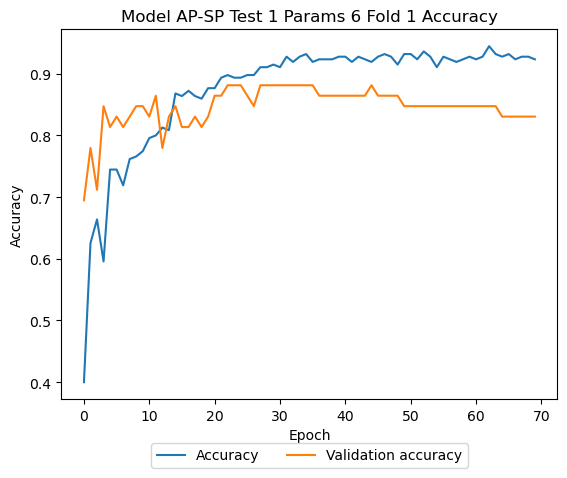 Model AP-SP Test 1 Params 6 Fold 1 Accuracy
Accuracy
0.9
0.8
0.7
0.6
0.5
0.4
0 10 20 30 40 50 60 70
Epoch
Accuracy Validation accuracy